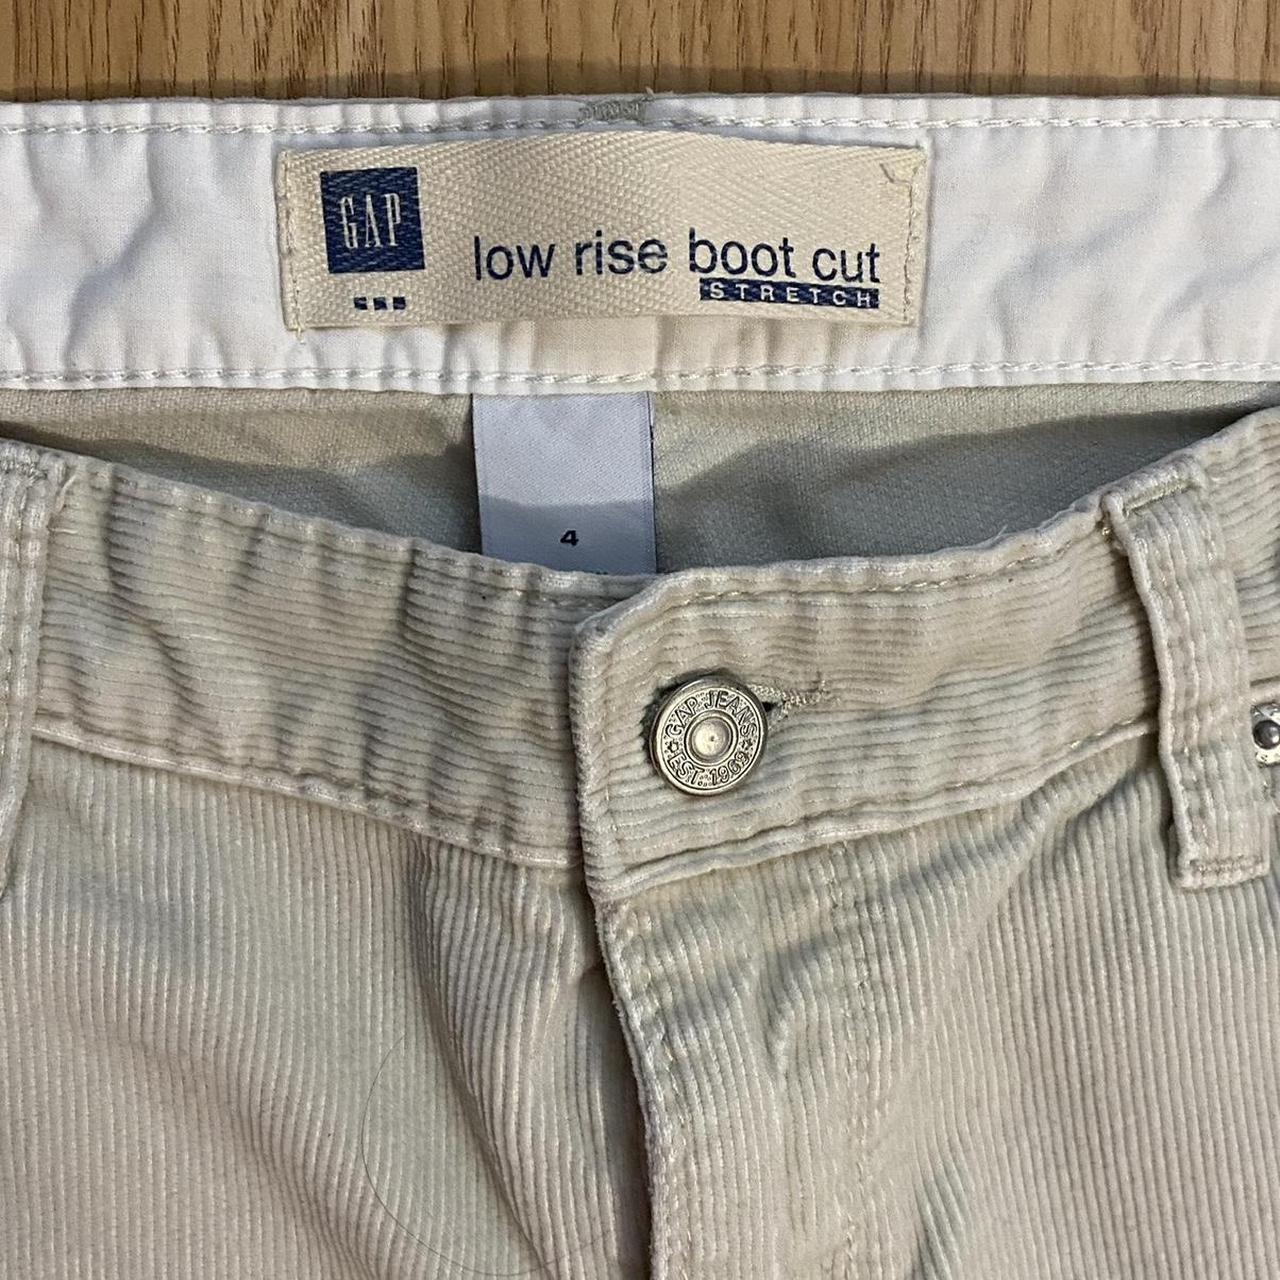 GAP
low rise boot cut
STRETCH
4
GAP JEANS
EST. 1969